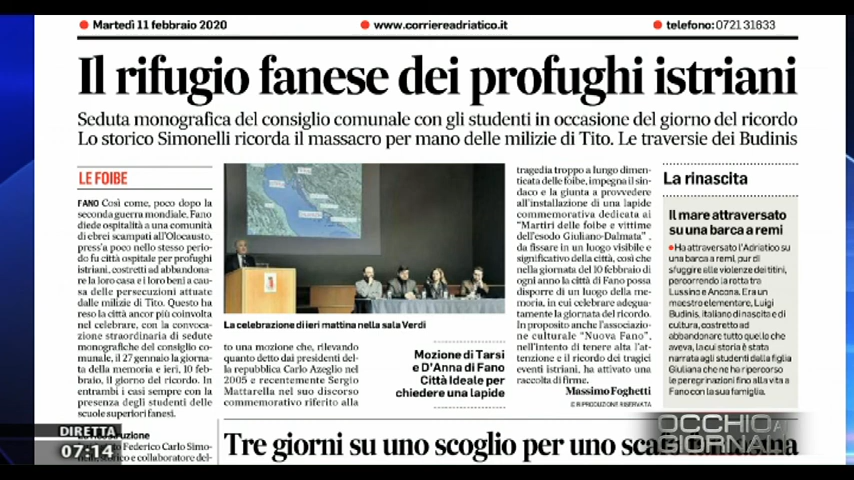 Martedì 11 febbraio 2020
www.corriereadriatico.it
telefono: 0721 31633
Il rifugio fanese dei profughi istriani
Seduta monografica del consiglio comunale con gli studenti in occasione del giorno del ricordo
Lo storico Simonelli ricorda il massacro per mano delle milizie di Tito. Le traversie dei Budinis
LE FOIBE
FANO Così come, poco dopo la
seconda guerra mondiale, Fano
diede ospitalità a una comunità
di ebrei scampati all'Olocausto,
press'a poco nello stesso perio-
do fu città ospitale per profughi
istriani, costretti ad abbandona-
re la loro casa e i loro beni a cau-
sa delle persecuzioni attuate
dalle milizie di Tito. Questo ha
reso la città ancor più coinvolta
nel celebrare, con la convoca-
zione straordinaria di sedute
monografiche del consiglio co-
munale, il 27 gennaio la giorna-
ta della memoria e ieri, 10 feb-
braio, il giorno del ricordo. In
entrambi i casi sempre con la
presenza degli studenti delle
scuole superiori fanesi.
La celebrazione di ieri mattina nella sala Verdi
to una mozione che, rilevando
quanto detto dai presidenti del-
la repubblica Carlo Azeglio nel
2005 e recentemente Sergio
Mattarella nel suo discorso
commemorativo riferito alla
Mozione di Tarsi
e D'Anna di Fano
Città Ideale per
chiedere una lapide
tragedia troppo a lungo dimen-
ticata delle foibe, impegna il sin-
daco e la giunta a provvedere
all'installazione di una lapide
commemorativa dedicata ai
"Martiri delle foibe e vittime
dell'esodo Giuliano-Dalmata",
da fissare in un luogo visibile e
significativo della città, così che
nella giornata del 10 febbraio di
ogni anno la città di Fano possa
disporre di un luogo della me-
moria, in cui celebrare adegua-
tamente la giornata del ricordo.
In proposito anche l'associazio-
ne culturale "Nuova Fano",
nell'intento di tenere alta l'at-
tenzione e il ricordo dei tragici
eventi istriani, ha attivato una
raccolta di firme.
Massimo Foghetti
© RIPRODUZIONE RISERVATA
La rinascita
Il mare attraversato
su una barca a remi
Ha attraversato l'Adriatico su
una barca a remi, pur di
sfuggire alle violenze dei titini,
percorrendo la rotta tra
Lussino e Ancona. Era un
maestro elementare, Luigi
Budinis, italiano di nascita e di
cultura, costretto ad
abbandonare tutto quello che
aveva, la cui storia è stata
narrata agli studenti dalla figlia
Giuliana che ne ha ripercorso
le peregrinazioni fino alla vita a
Fano con la sua famiglia.
Federico Carlo Simo-
e collaboratore del-
Tre giorni su uno scoglio per uno
DIRETTA
07:14
OCCHIO AI
GIORNALI